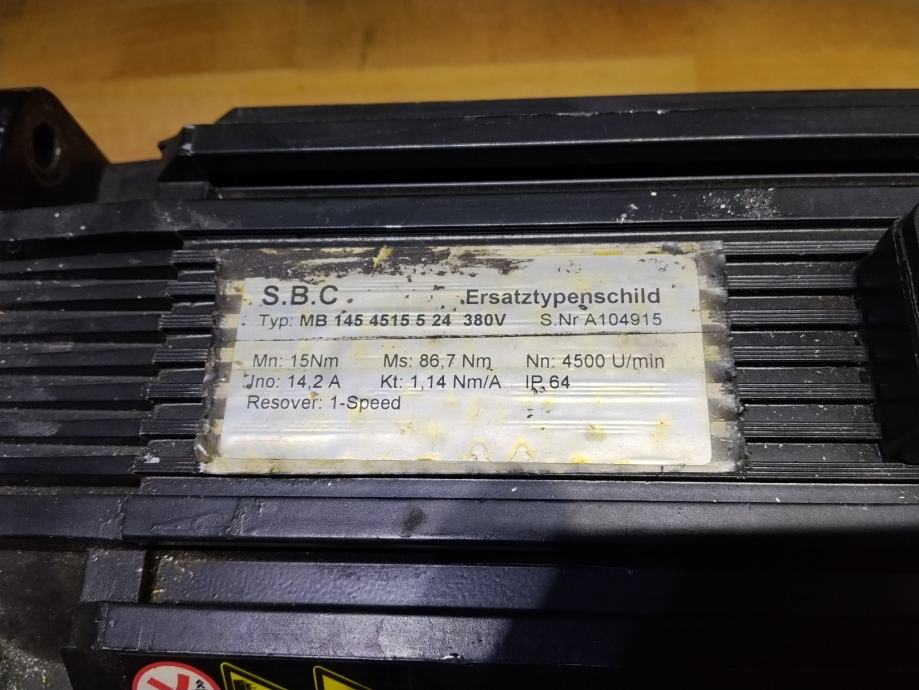 S.B.C. Ersatztypenschild
Typ: MB 145 4515 5 24 380V S.Nr A104915
Mn: 15Nm Ms: 86,7 Nm Nn: 4500 U/min
Jno: 14,2 A Kt: 1,14 Nm/A IP 64
Resover: 1-Speed